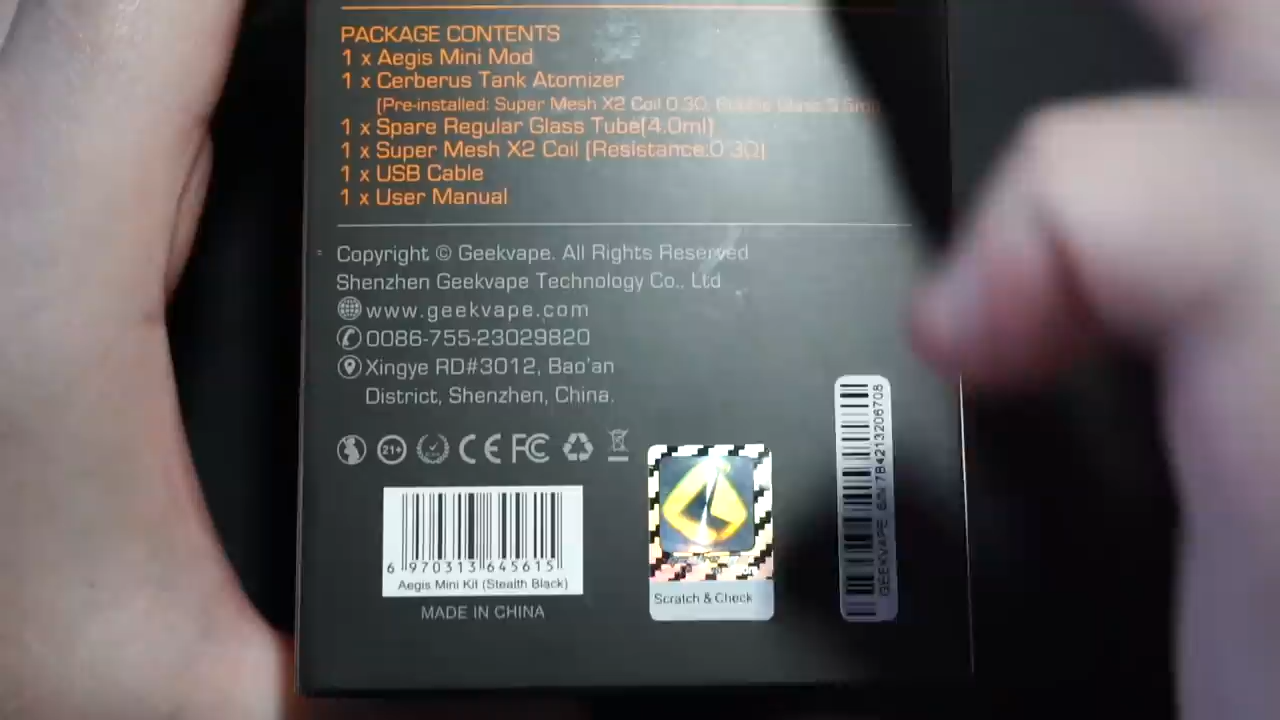 PACKAGE CONTENTS
1 x Aegis Mini Mod
1 x Cerberus Tank Atomizer
(Pre-installed: Super Mesh X2 Coil 0.3Ω,
1 x Spare Regular Glass Tube(4.0ml)
1 x Super Mesh X2 Coil (Resistance:0.3Ω)
1 x USB Cable
1 x User Manual
Copyright © Geekvape. All Rights Reserved
Shenzhen Geekvape Technology Co., Ltd
www.geekvape.com
0086-755-23029820
Xingye RD#3012, Bao'an
District, Shenzhen, China.
21+
CE FC
6 970313 645615
Aegis Mini Kit (Stealth Black)
MADE IN CHINA
Scratch & Check
GEEKVAPE S/N 7B4213206708